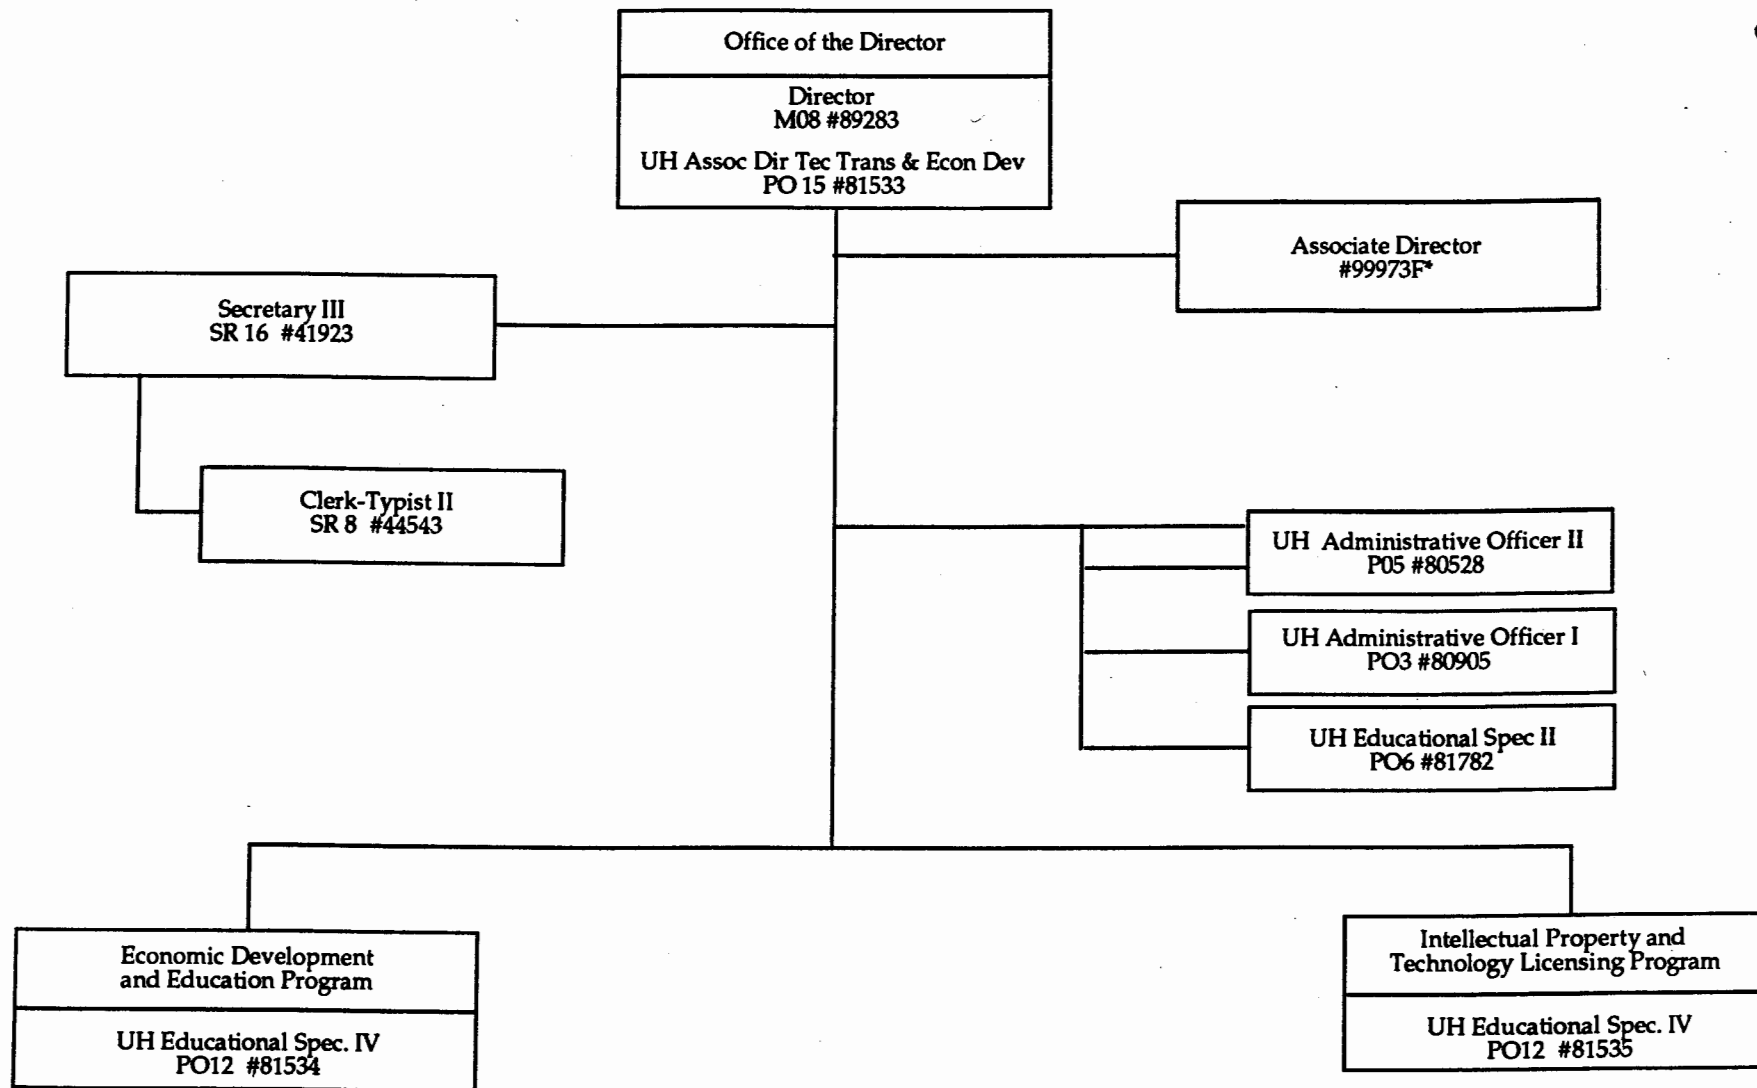 Office of the Director
Director
M08 #89283
UH Assoc Dir Tec Trans & Econ Dev
PO 15 #81533
Associate Director
#99973F*
Secretary III
SR 16 #41923
Clerk-Typist II
SR 8 #44543
UH Administrative Officer II
P05 #80528
UH Administrative Officer I
PO3 #80905
UH Educational Spec II
PO6 #81782
Economic Development
and Education Program
UH Educational Spec. IV
PO12 #81534
Intellectual Property and
Technology Licensing Program
UH Educational Spec. IV
PO12 #81535